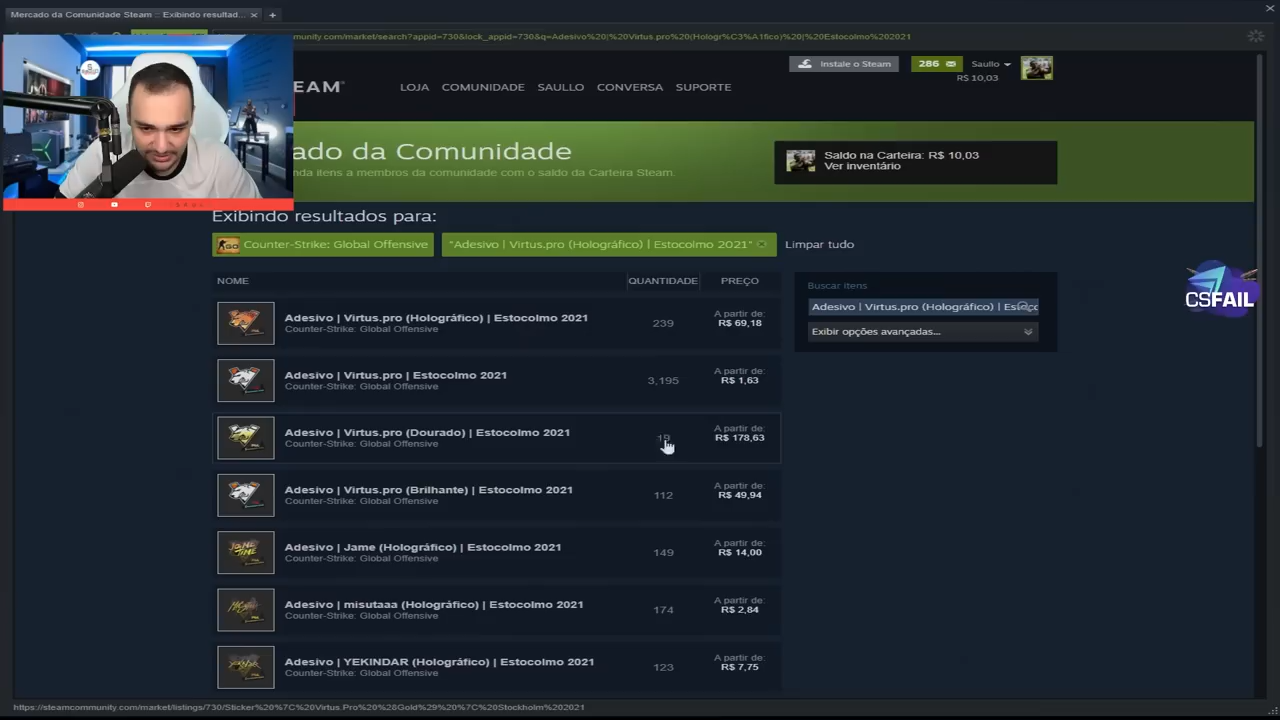 Mercado da Comunidade Steam :: Exibindo resultad...
munity.com/market/search?appid=730&lock_appid=730&q=Adesivo%20|%20Virtus.pro%20(Hologr%C3%A1fico)%20|%20Estocolmo%202021
Instale o Steam
286
Saullo
R$ 10,03
EAM
LOJA COMUNIDADE SAULLO CONVERSA SUPORTE
ado da Comunidade
nda itens a membros da comunidade com o saldo da Carteira Steam.
Saldo na Carteira: R$ 10,03
Ver inventário
Exibindo resultados para:
Counter-Strike: Global Offensive
"Adesivo | Virtus.pro (Holográfico) | Estocolmo 2021"
Limpar tudo
NOME QUANTIDADE PREÇO
Buscar itens
Adesivo | Virtus.pro (Holográfico) |
Exibir opções avançadas...
CSFAIL
Adesivo | Virtus.pro (Holográfico) | Estocolmo 2021
Counter-Strike: Global Offensive
239
A partir de:
R$ 69,18
Adesivo | Virtus.pro | Estocolmo 2021
Counter-Strike: Global Offensive
3,195
A partir de:
R$ 1,63
Adesivo | Virtus.pro (Dourado) | Estocolmo 2021
Counter-Strike: Global Offensive
19
A partir de:
R$ 178,63
Adesivo | Virtus.pro (Brilhante) | Estocolmo 2021
Counter-Strike: Global Offensive
112
A partir de:
R$ 49,94
Adesivo | Jame (Holográfico) | Estocolmo 2021
Counter-Strike: Global Offensive
149
A partir de:
R$ 14,00
Adesivo | misutaaa (Holográfico) | Estocolmo 2021
Counter-Strike: Global Offensive
174
A partir de:
R$ 2,84
Adesivo | YEKINDAR (Holográfico) | Estocolmo 2021
Counter-Strike: Global Offensive
123
A partir de:
R$ 7,75
https://steamcommunity.com/market/listings/730/Sticker%20%7C%20Virtus.Pro%20%28Gold%29%20%7C%20Stockholm%202021